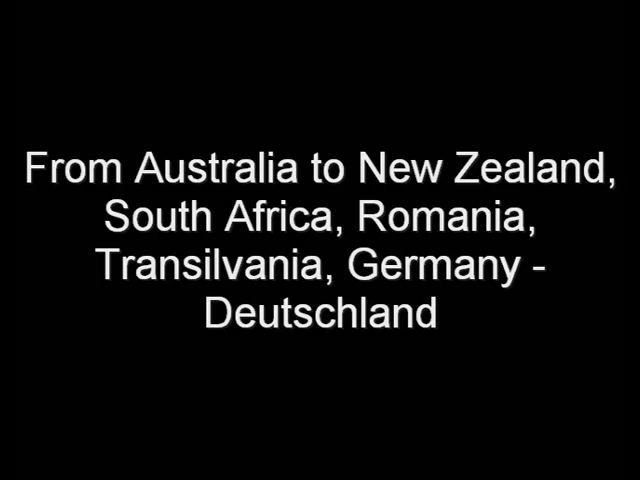 From Australia to New Zealand,
South Africa, Romania,
Transilvania, Germany -
Deutschland